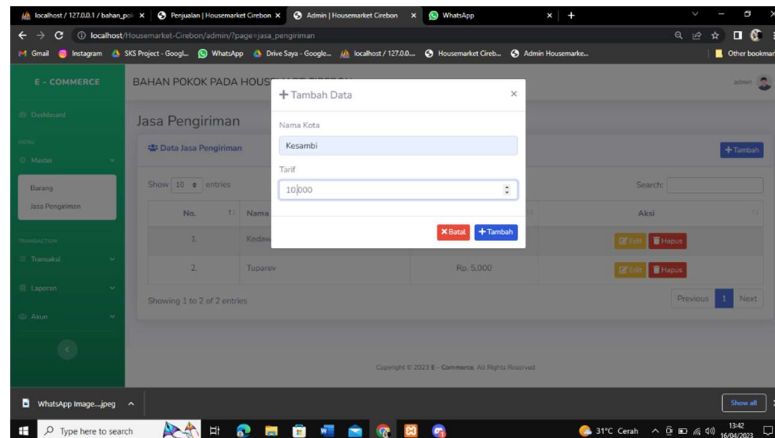 localhost / 127.0.0.1 / bahan_po
Penjualan | Housemarket Cirebon
Admin | Housemarket Cirebon
WhatsApp
localhost/Housemarket-Cirebon/admin/?page=jasa_pengiriman
Gmail
Instagram
SKS Project - Googl...
WhatsApp
Drive Saya - Google...
localhost / 127.0.0...
Housemarket Cireb...
Admin Housemarke...
Other bookmar
E - COMMERCE
BAHAN POKOK PADA HOUS
admin
Dashboard
MENU
Master
Barang
Jasa Pengiriman
TRANSACTION
Transaksi
Laporan
Akun
Jasa Pengiriman
Data Jasa Pengiriman
+ Tambah
Show 10 entries
Search:
No.
Nama
Aksi
1.
Kedaw
Edit
Hapus
2.
Tuparev
Rp. 5,000
Edit
Hapus
Showing 1 to 2 of 2 entries
Previous 1 Next
+ Tambah Data
Nama Kota
Kesambi
Tarif
10.000
Batal
+ Tambah
Copyright © 2023 E - Commerce. All Rights Reserved
WhatsApp Image...jpeg
Show all
Type here to search
31°C Cerah
13:42
16/04/2023